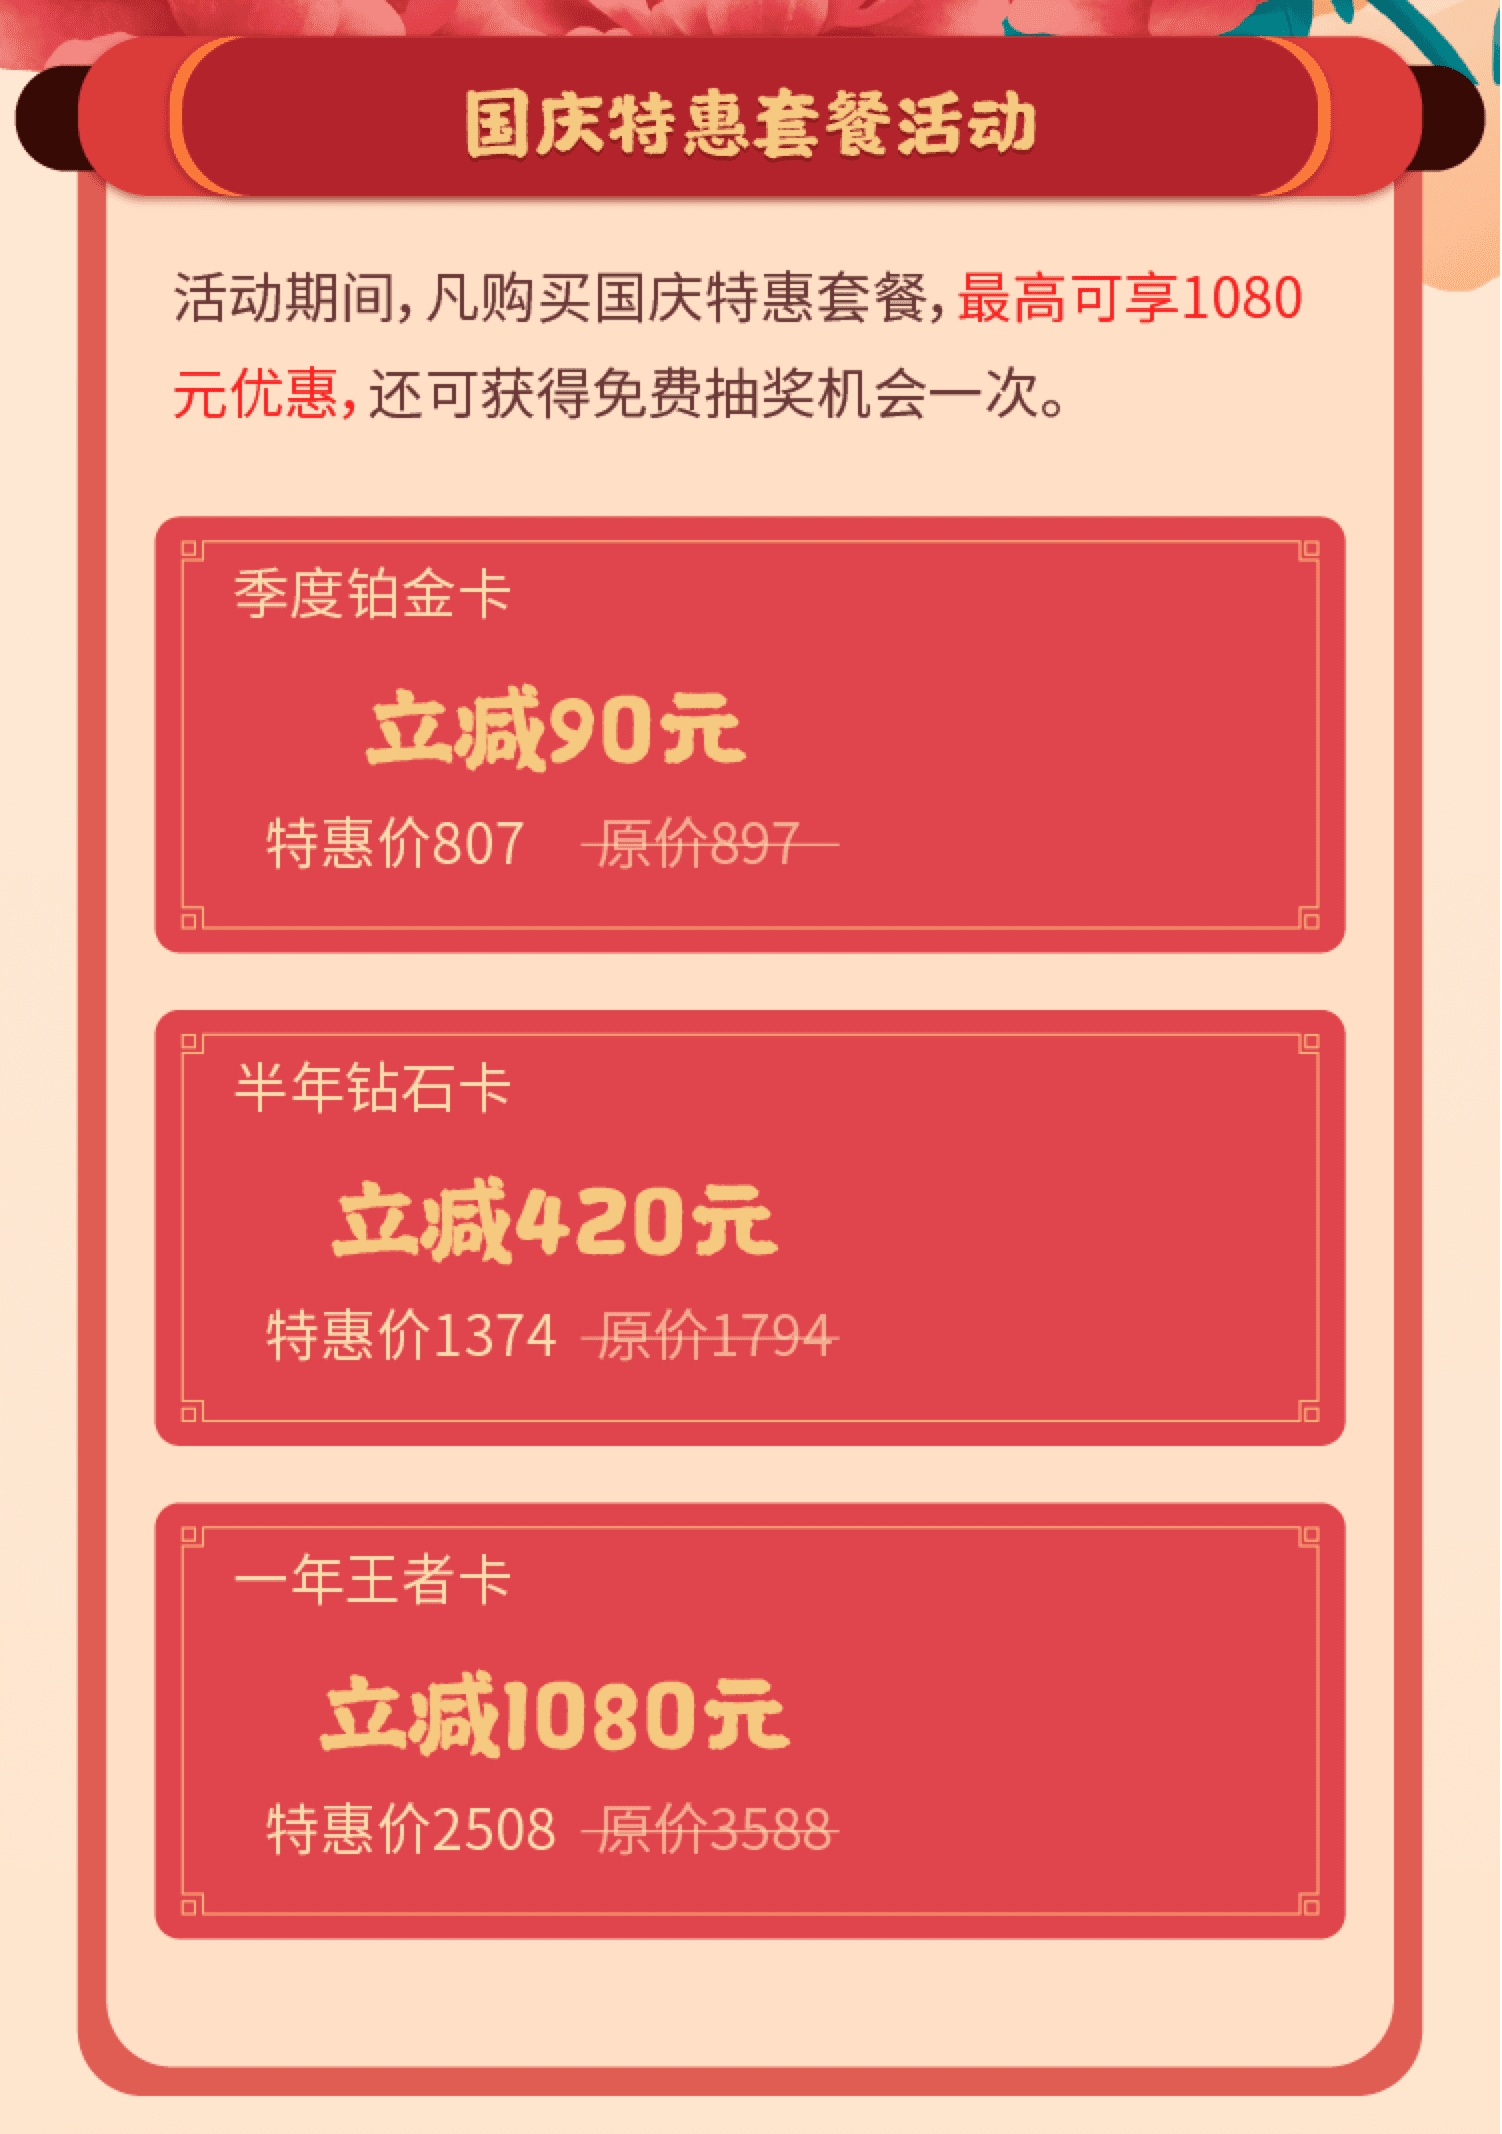 国庆特惠套餐活动
活动期间，凡购买国庆特惠套餐，最高可享1080
元优惠，还可获得免费抽奖机会一次。
季度铂金卡
立减90元
特惠价807 原价897
半年钻石卡
立减420元
特惠价1374 原价1794
一年王者卡
立减1080元
特惠价2508 原价3588